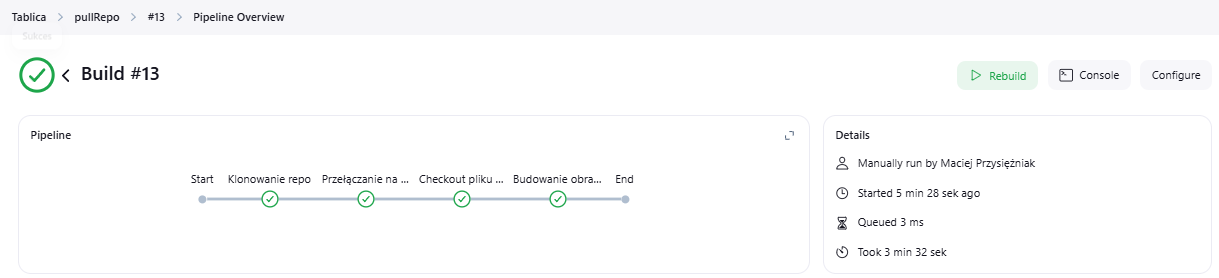 Tablica > pullRepo > #13 > Pipeline Overview
Sukces
Build #13
Rebuild
Console
Configure
Pipeline
Start Klonowanie repo Przełączanie na ... Checkout pliku ... Budowanie obra... End
Details
Manually run by Maciej Przysiężniak
Started 5 min 28 sek ago
Queued 3 ms
Took 3 min 32 sek